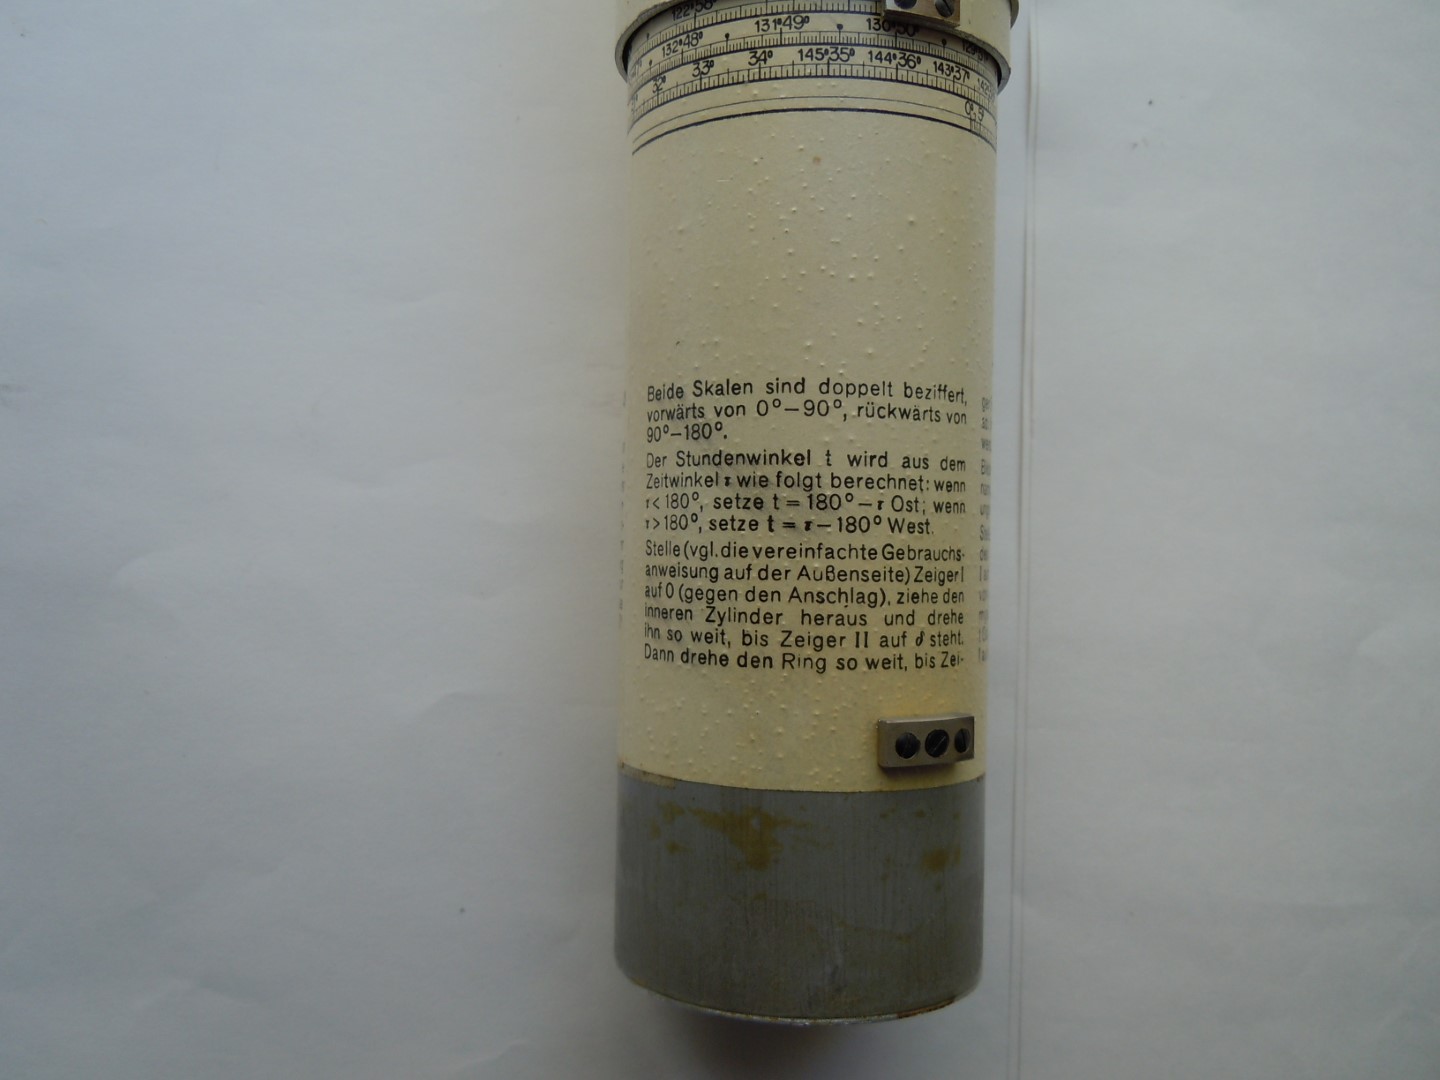 122°58°
132°48° 131°49° 130°50°
32° 33° 34° 145°35° 144°36° 143°37°
Beide Skalen sind doppelt beziffert,
vorwärts von 0°–90°, rückwärts von
90°–180°.
Der Stundenwinkel t wird aus dem
Zeitwinkel τ wie folgt berechnet: wenn
τ < 180°, setze t = 180° – τ Ost; wenn
τ > 180°, setze t = τ – 180° West.
Stelle (vgl. die vereinfachte Gebrauchs-
anweisung auf der Außenseite) Zeiger I
auf 0 (gegen den Anschlag), ziehe den
inneren Zylinder heraus und drehe
ihn so weit, bis Zeiger II auf δ steht.
Dann drehe den Ring so weit, bis Zei-